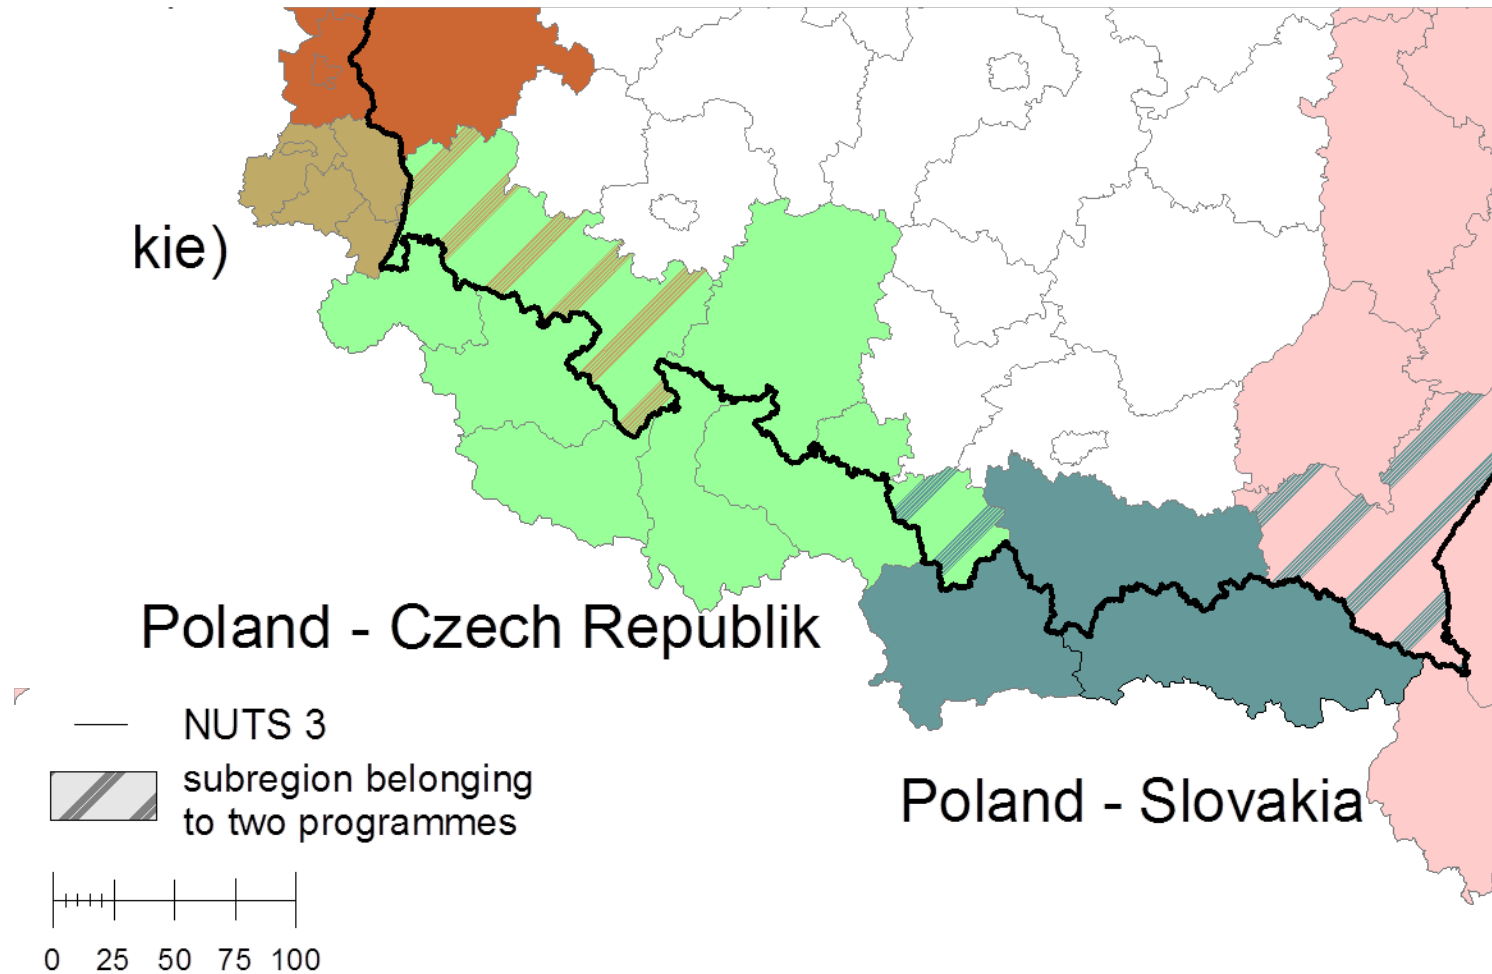 kie)
Poland - Czech Republik
NUTS 3
subregion belonging
to two programmes
Poland - Slovakia
0 25 50 75 100